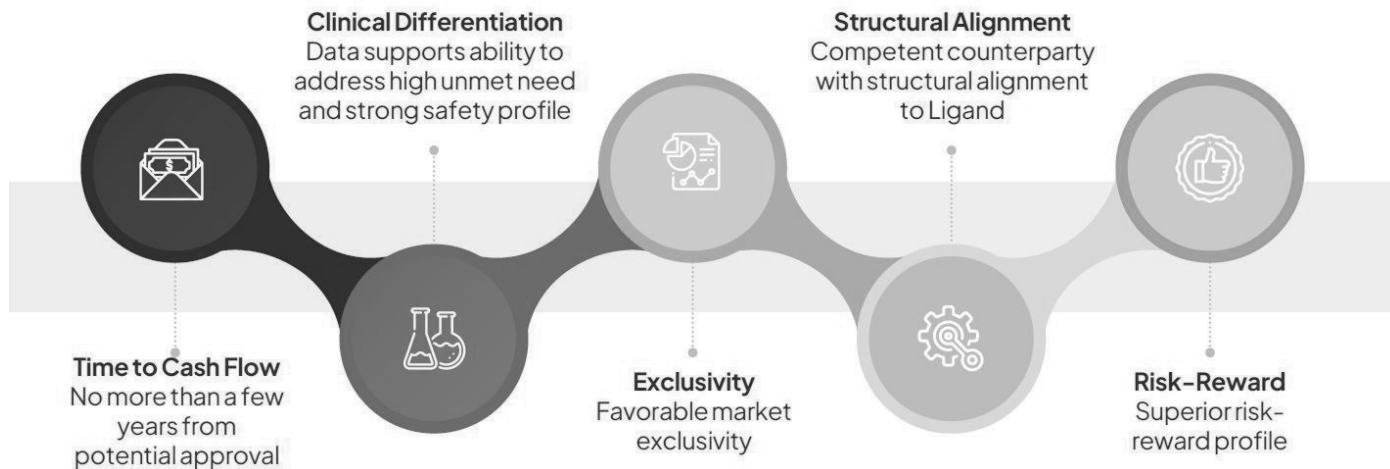 Time to Cash Flow
No more than a few
years from
potential approval
Clinical Differentiation
Data supports ability to
address high unmet need
and strong safety profile
$
Exclusivity
Favorable market
exclusivity
Structural Alignment
Competent counterparty
with structural alignment
to Ligand
Risk-Reward
Superior risk-
reward profile